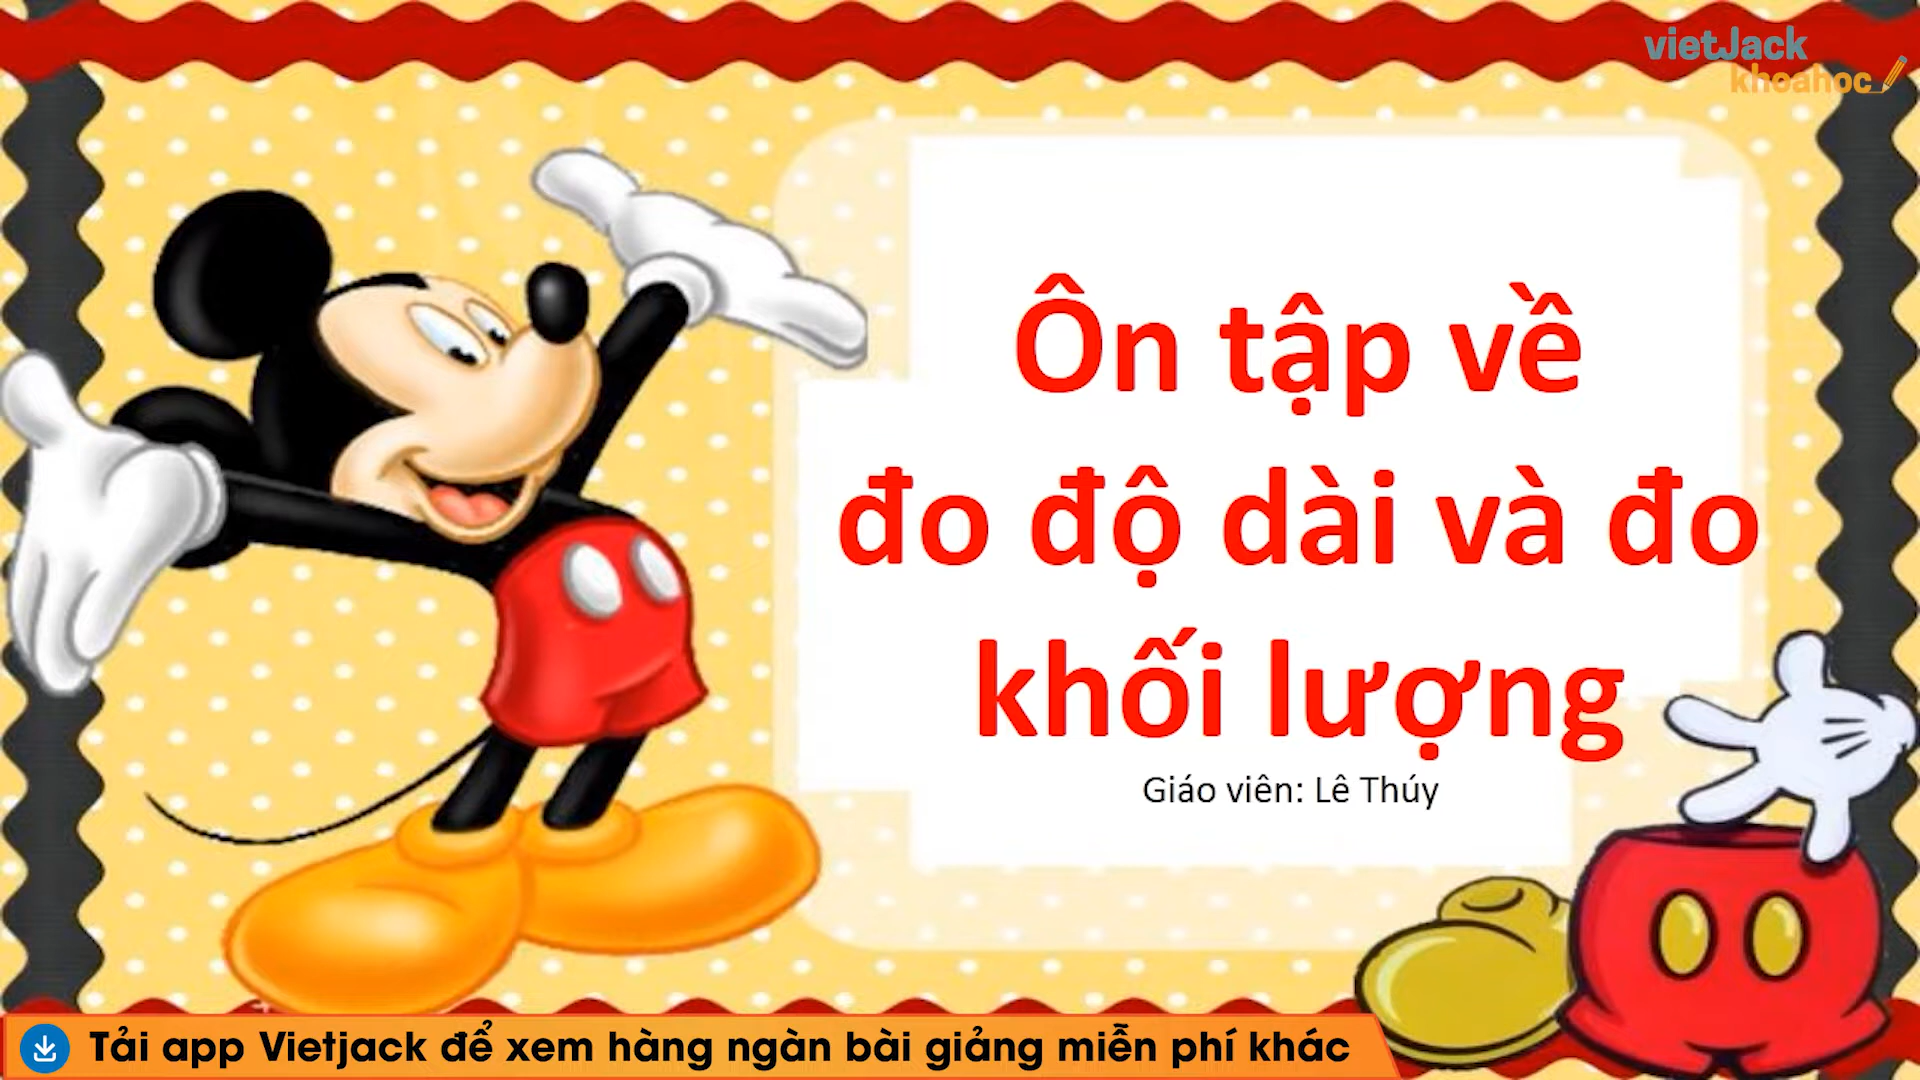 vietJack
khoahoc
Ôn tập về
đo độ dài và đo
khối lượng
Giáo viên: Lê Thúy
Tải app Vietjack để xem hàng ngàn bài giảng miễn phí khác